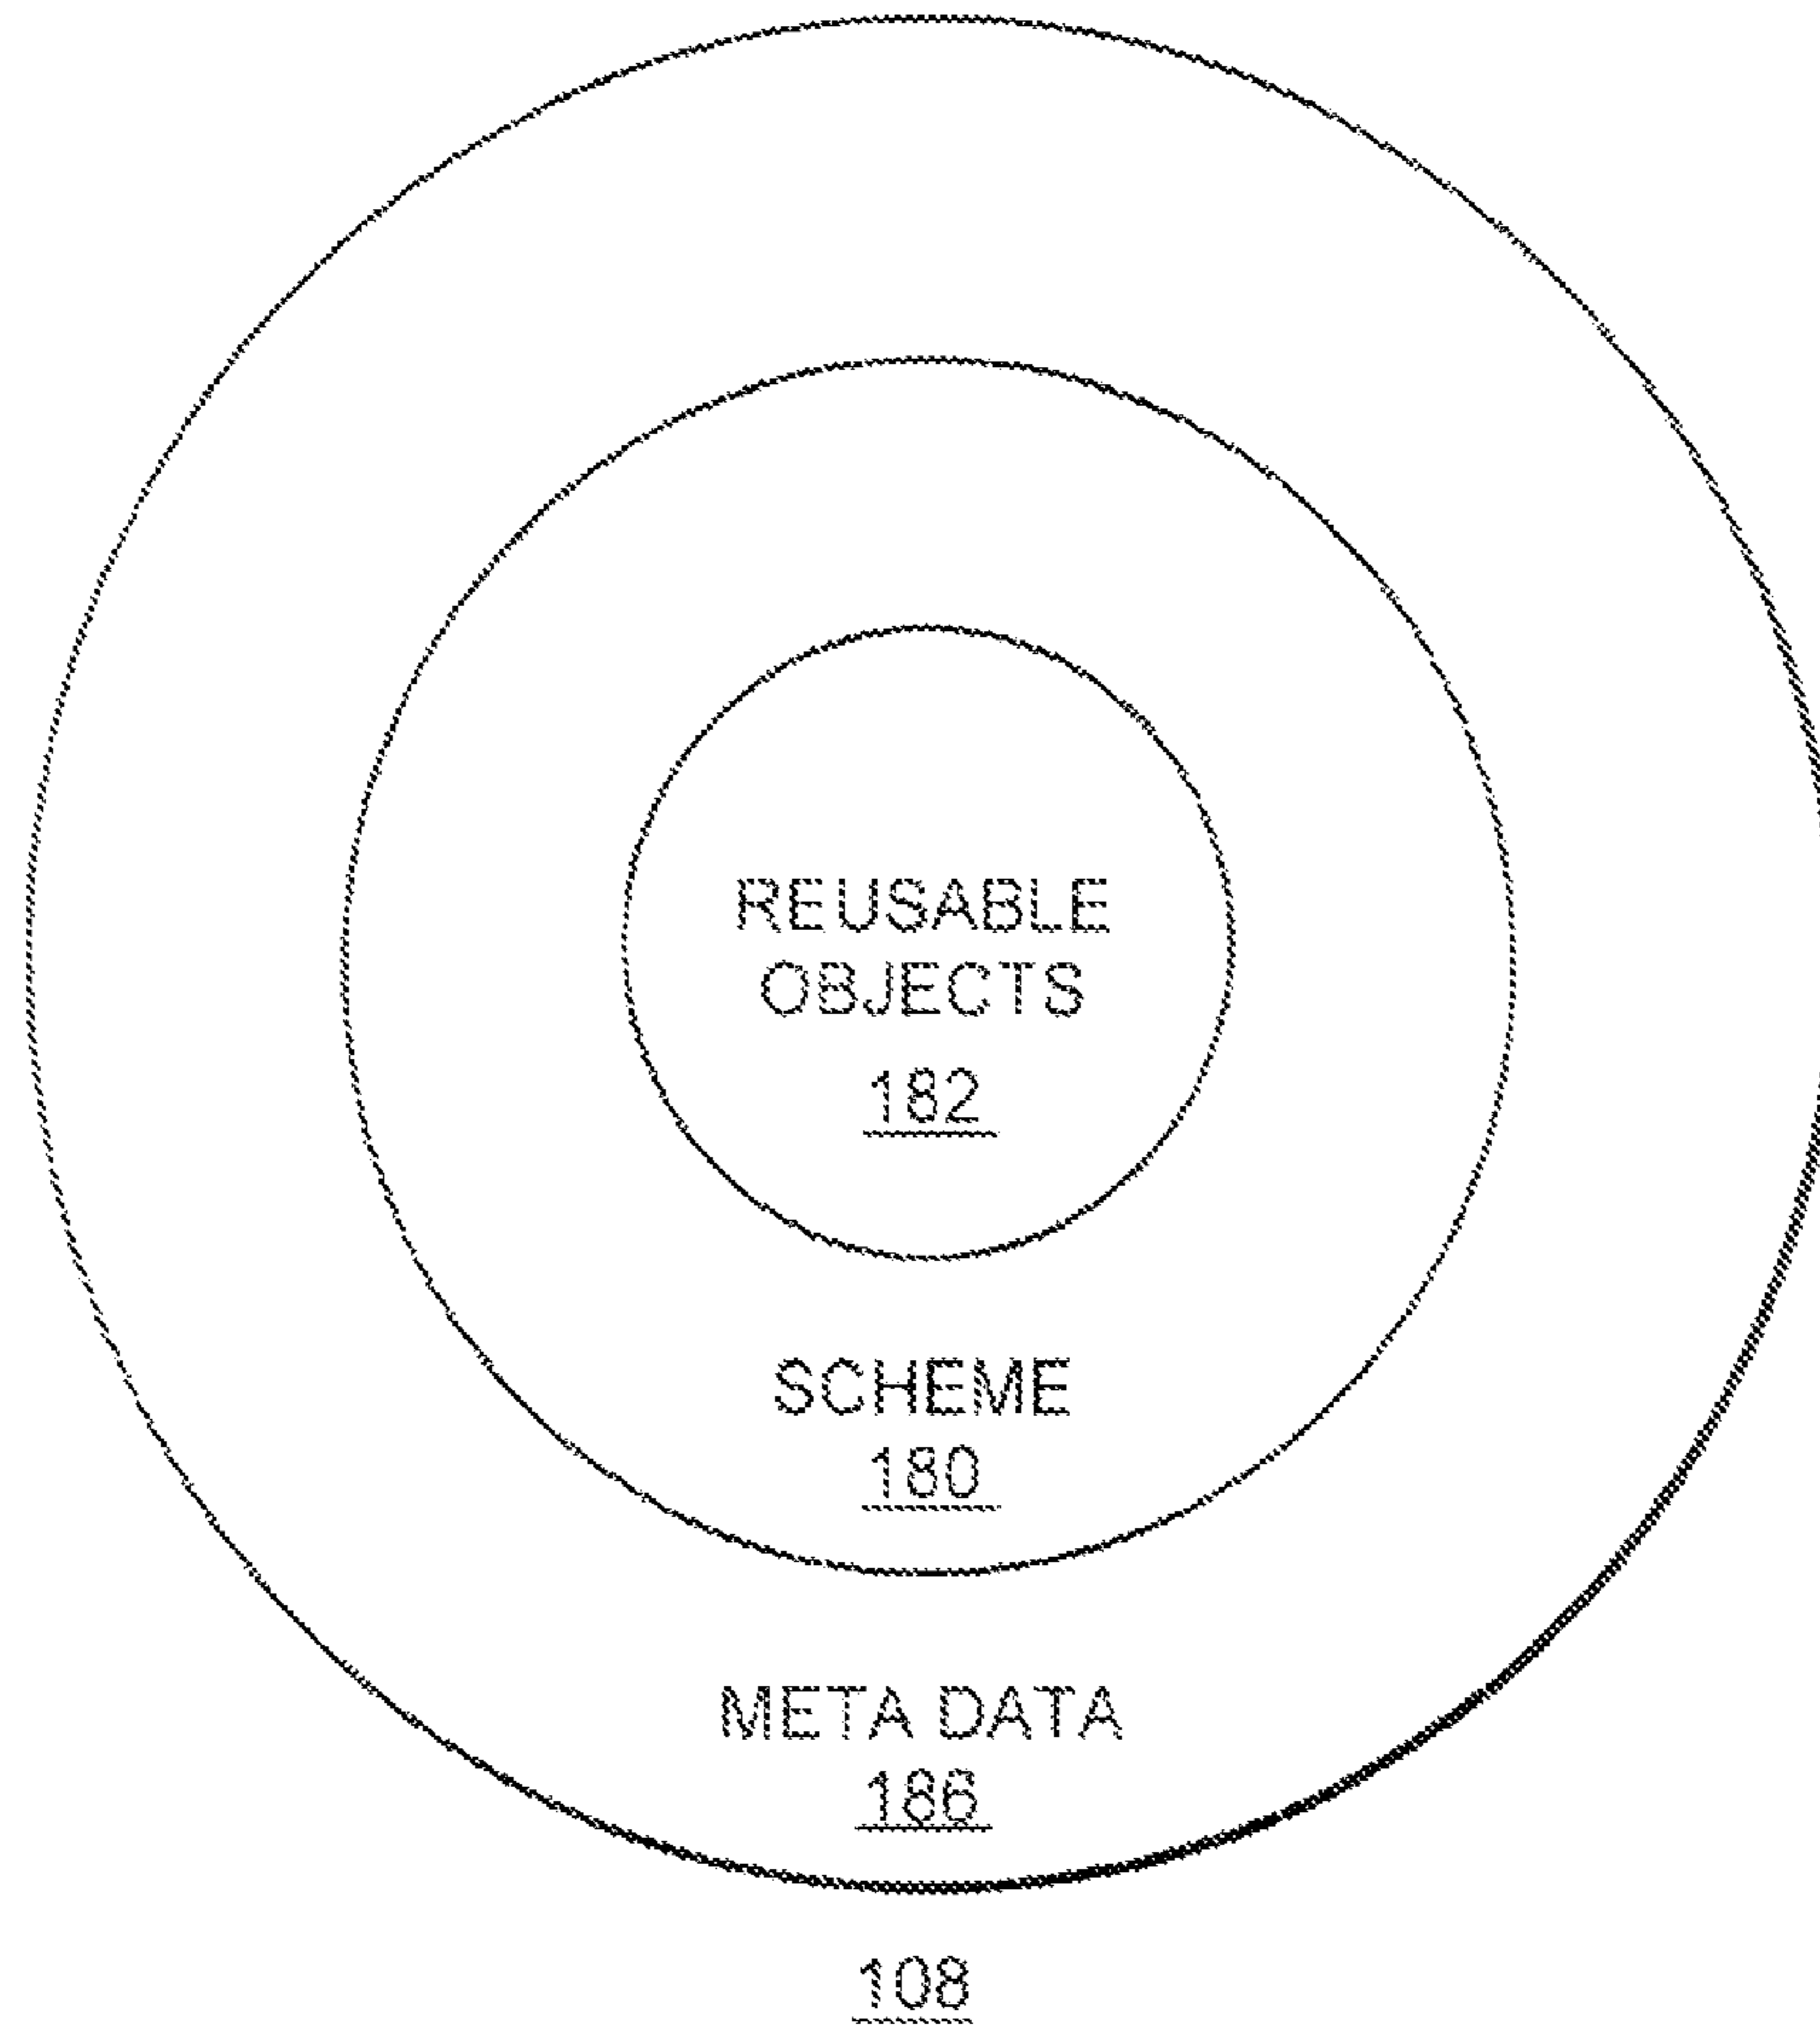 REUSABLE
OBJECTS
182
SCHEME
180
META DATA
186
108